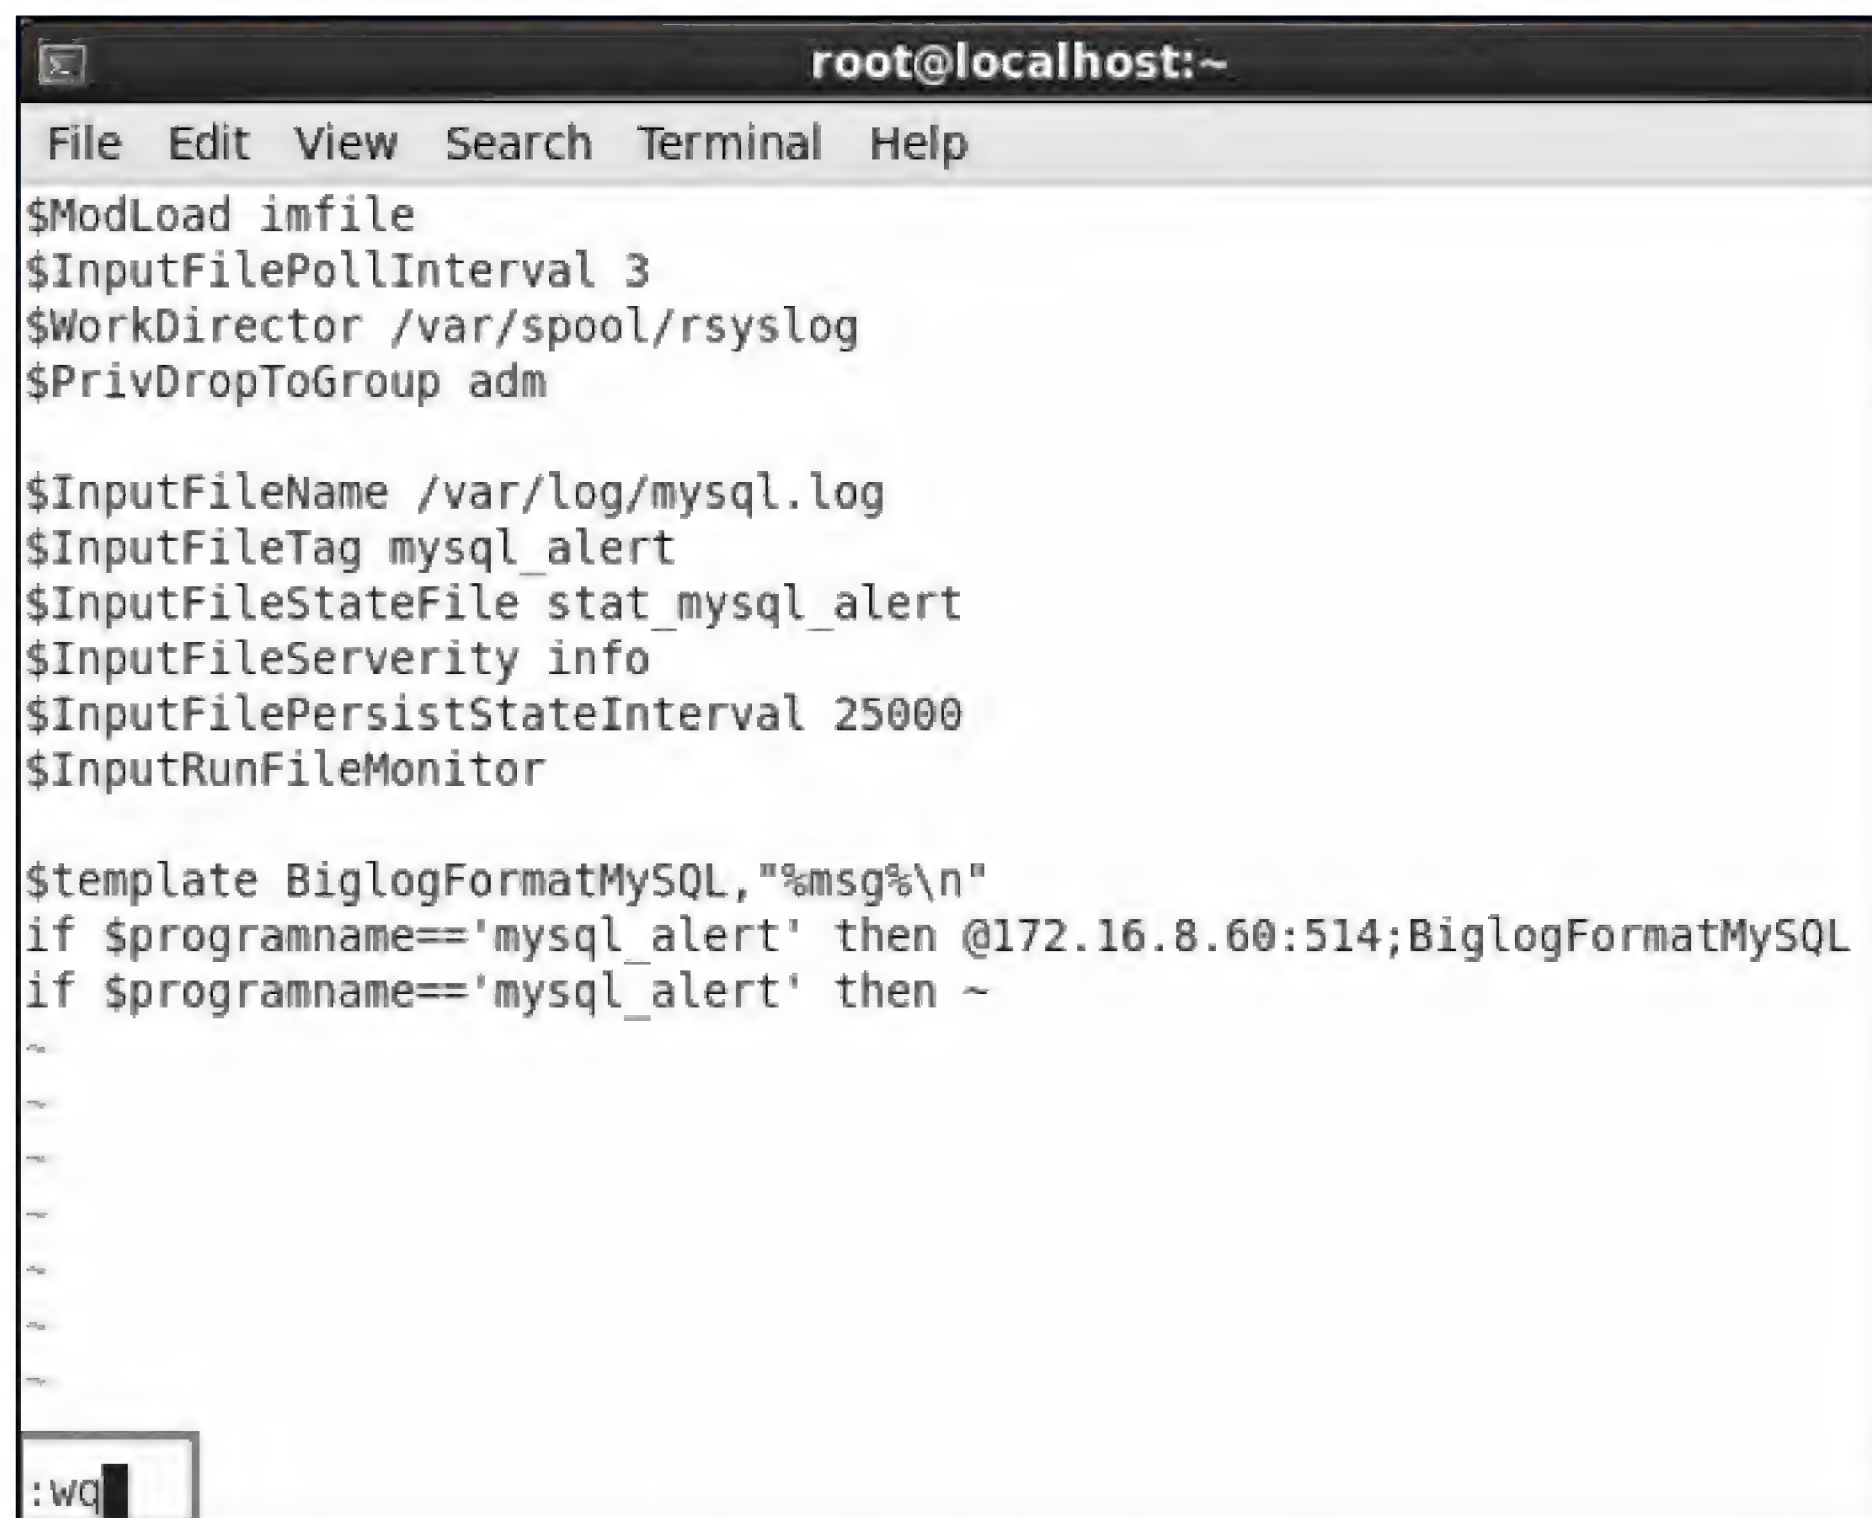 root@localhost:~
File Edit View Search Terminal Help
$ModLoad imfile
$InputFilePollInterval 3
$WorkDirector /var/spool/rsyslog
$PrivDropToGroup adm
$InputFileName /var/log/mysql.log
$InputFileTag mysql_alert
$InputFileStateFile stat_mysql_alert
$InputFileServerity info
$InputFilePersistStateInterval 25000
$InputRunFileMonitor
$template BiglogFormatMySQL,"%msg%\n"
if $programname=='mysql_alert' then @172.16.8.60:514;BiglogFormatMySQL
if $programname=='mysql_alert' then ~
~
~
~
~
~
~
~
:wq